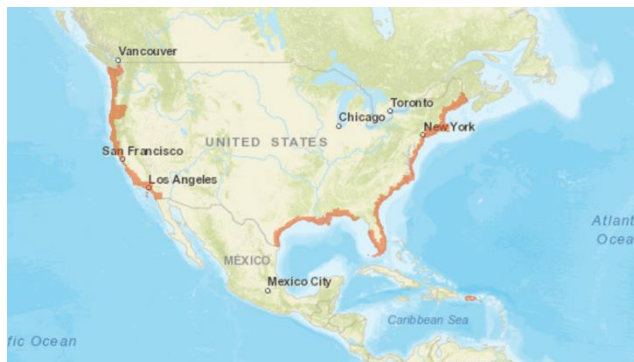 Vancouver
Toronto
Chicago
New York
UNITED STATES
San Francisco
Los Angeles
Atlant
Ocea
MÉXICO
Mexico City
Caribbean Sea
fic Ocean